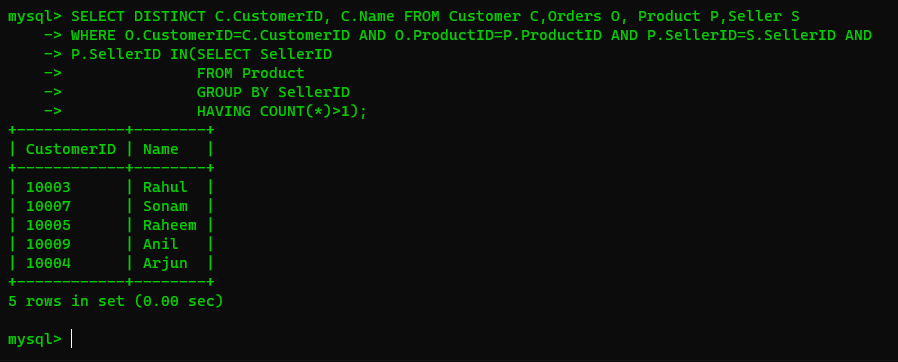 mysql> SELECT DISTINCT C.CustomerID, C.Name FROM Customer C,Orders O, Product P,Seller S
    -> WHERE O.CustomerID=C.CustomerID AND O.ProductID=P.ProductID AND P.SellerID=S.SellerID AND
    -> P.SellerID IN(SELECT SellerID
    ->               FROM Product
    ->               GROUP BY SellerID
    ->               HAVING COUNT(*)>1);
+------------+--------+
| CustomerID | Name   |
+------------+--------+
| 10003      | Rahul  |
| 10007      | Sonam  |
| 10005      | Raheem |
| 10009      | Anil   |
| 10004      | Arjun  |
+------------+--------+
5 rows in set (0.00 sec)
mysql>